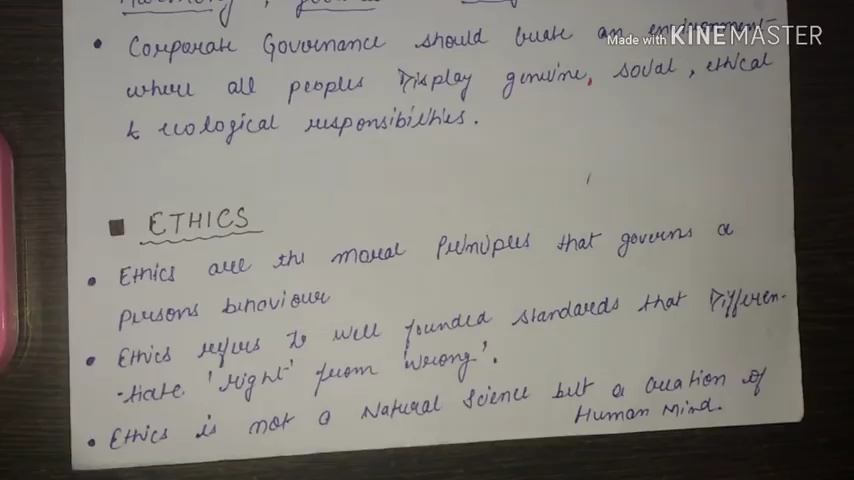 • Corporate Governance should create an environment
where all peoples Display genuine, social, ethical
& ecological responsibilities.
■ ETHICS
• Ethics are the moral Principles that governs a
persons behaviour
• Ethics refers to well founded standards that Differen-
-tiate 'right' from 'wrong'.
• Ethics is not a Natural Science but a creation of
Human Mind.
Made with KINEMASTER